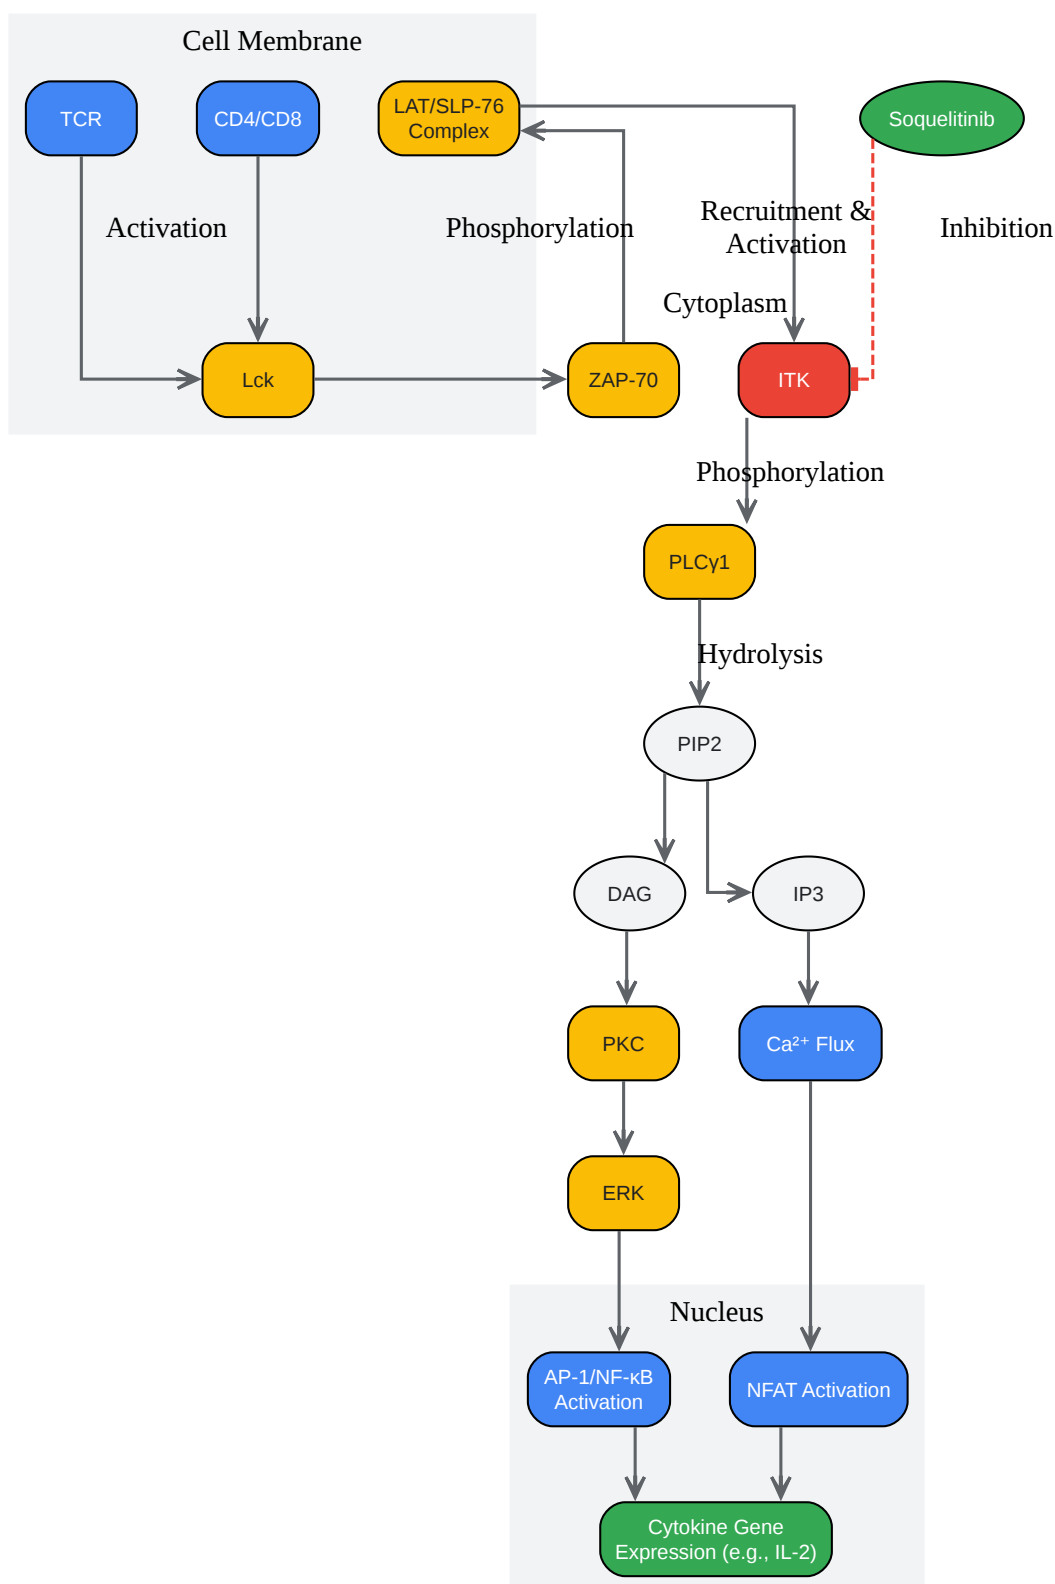 Cell Membrane
TCR
CD4/CD8
LAT/SLP-76
Complex
Soquelitinib
Activation
Phosphorylation
Recruitment &
Activation
Inhibition
Cytoplasm
Lck
ZAP-70
ITK
Phosphorylation
PLCγ1
Hydrolysis
PIP2
DAG
IP3
PKC
Ca²⁺ Flux
ERK
Nucleus
AP-1/NF-κB
Activation
NFAT Activation
Cytokine Gene
Expression (e.g., IL-2)